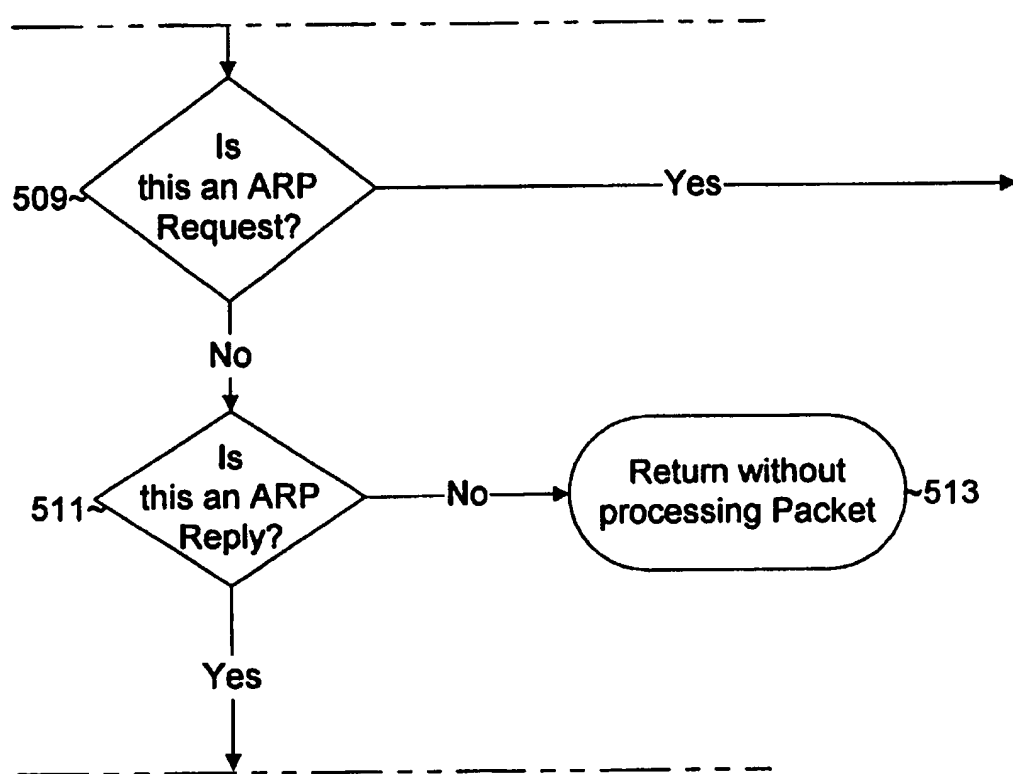 Is
this an ARP
Request?
509~
Yes
No
Is
this an ARP
Reply?
511~
No
Return without
processing Packet
~513
Yes